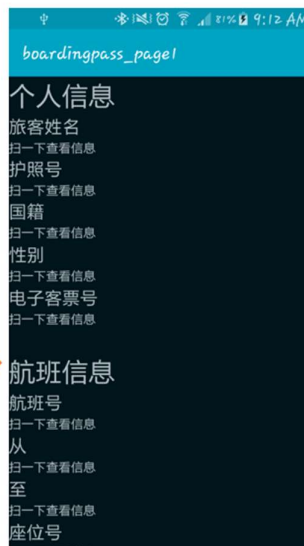 81% 9:12 AM
boardingpass_page1
个人信息
旅客姓名
扫一下查看信息
护照号
扫一下查看信息
国籍
扫一下查看信息
性别
扫一下查看信息
电子客票号
扫一下查看信息
航班信息
航班号
扫一下查看信息
从
扫一下查看信息
至
扫一下查看信息
座位号